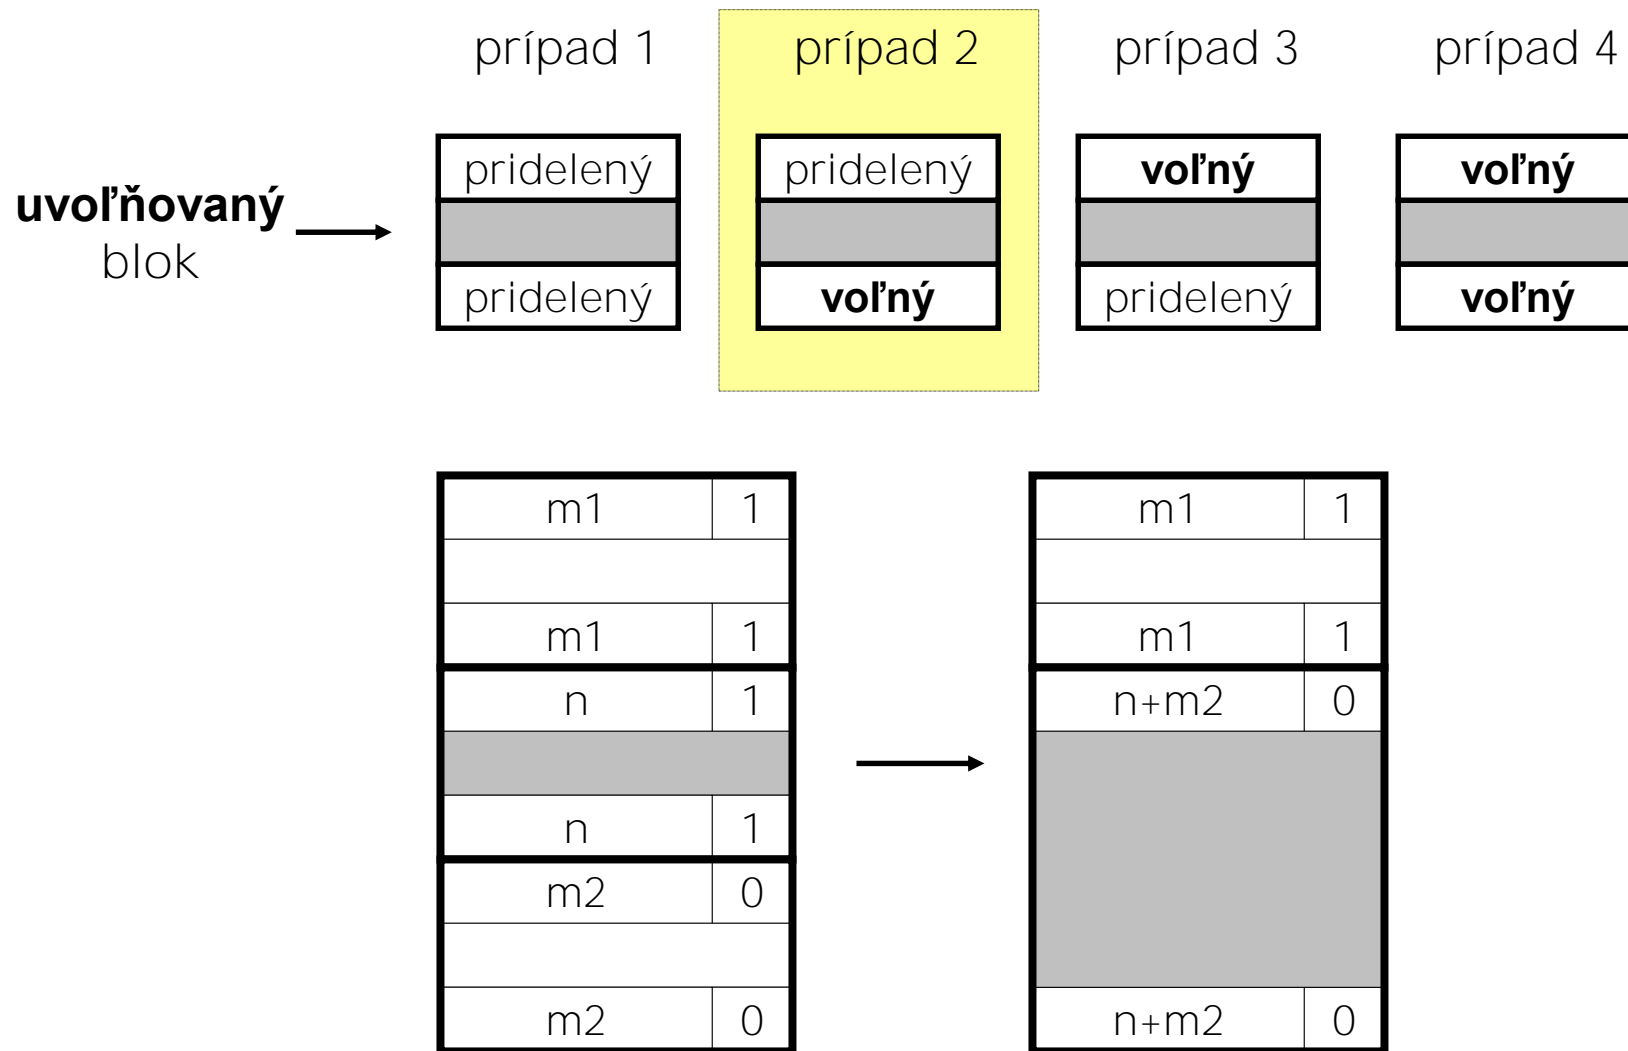 prípad 1 prípad 2 prípad 3 prípad 4
pridelený pridelený voľný voľný
uvoľňovaný
blok
pridelený voľný pridelený voľný
m1 1 m1 1
m1 1 m1 1
n 1 n+m2 0
n 1
m2 0
m2 0 n+m2 0